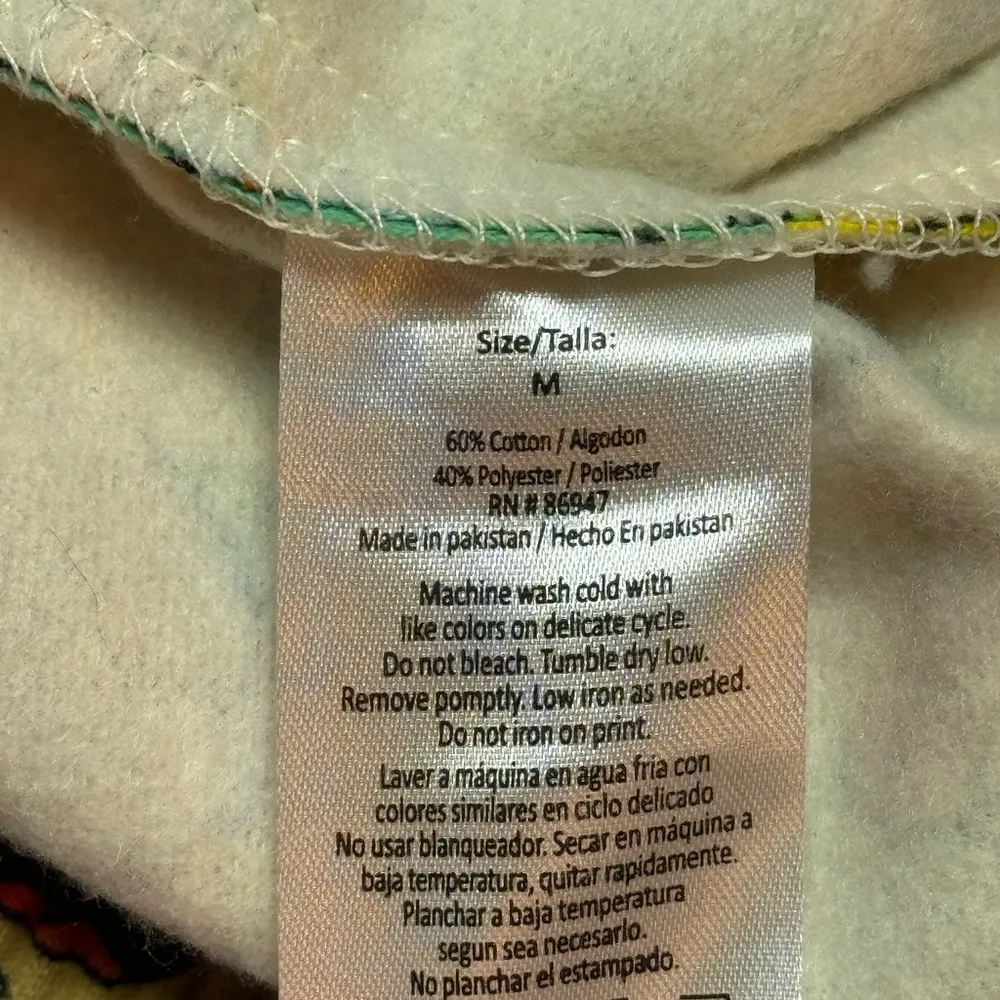 Size/Talla:
M
60% Cotton / Algodon
40% Polyester / Poliester
RN # 86947
Made in pakistan / Hecho En pakistan
Machine wash cold with
like colors on delicate cycle.
Do not bleach. Tumble dry low.
Remove pomptly. Low iron as needed.
Do not iron on print.
Laver a máquina en agua fria con
colores similares en ciclo delicado
No usar blanqueador. Secar en máquina a
baja temperatura, quitar rapidamente.
Planchar a baja temperatura
segun sea necesarlo.
No planchar el estampado.